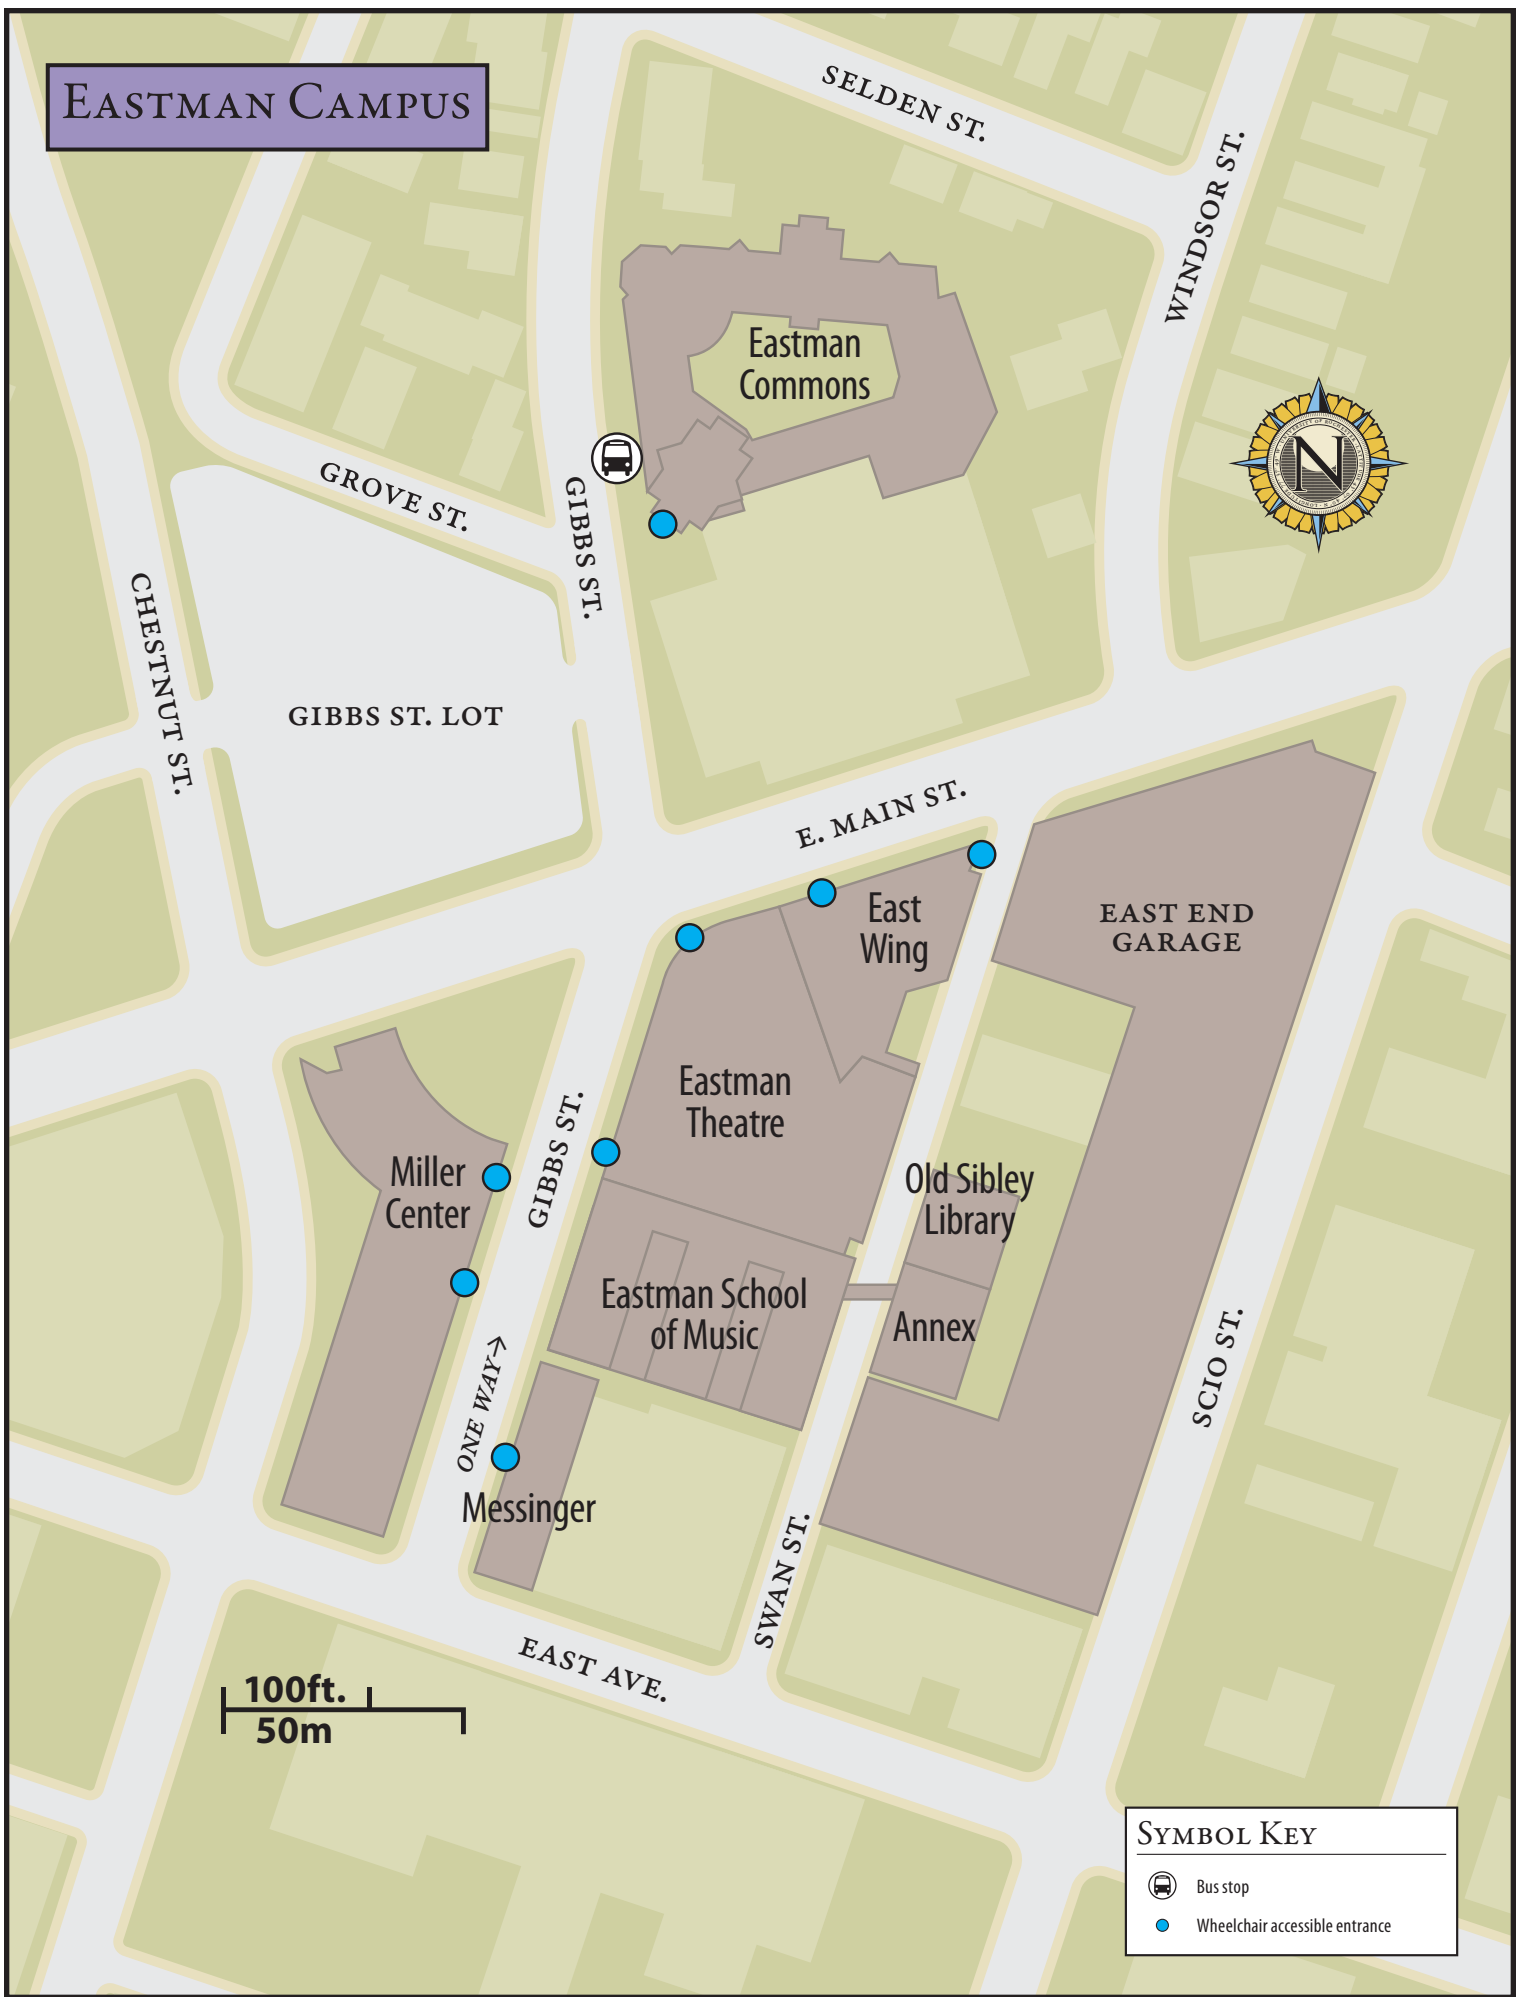 EASTMAN CAMPUS
SELDEN ST.
WINDSOR ST.
Eastman
Commons
N
GROVE ST.
GIBBS ST.
CHESTNUT ST.
GIBBS ST. LOT
E. MAIN ST.
East
Wing
EAST END
GARAGE
Eastman
Theatre
GIBBS ST.
Miller
Center
Old Sibley
Library
Eastman School
of Music
Annex
ONE WAY→
SCIO ST.
Messinger
SWAN ST.
EAST AVE.
100ft.
50m
SYMBOL KEY
Bus stop
Wheelchair accessible entrance